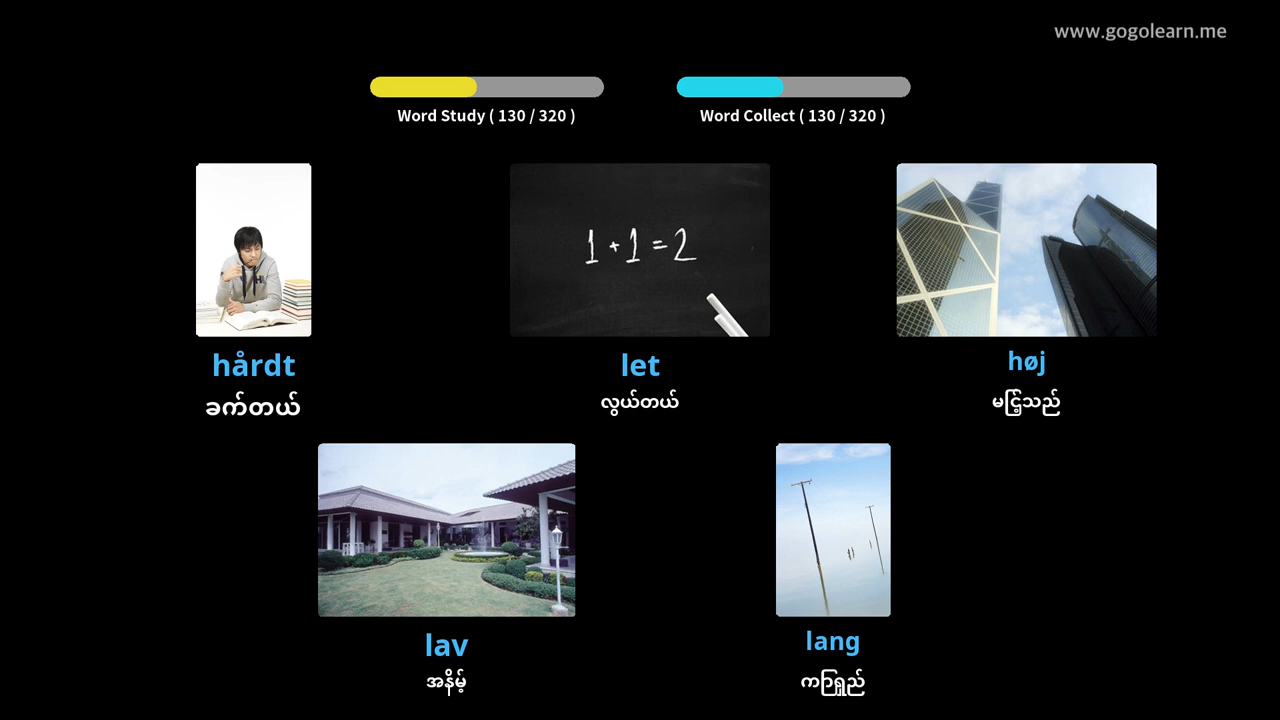 www.gogolearn.me
Word Study ( 130 / 320 )
Word Collect ( 130 / 320 )
1 + 1 = 2
hårdt
ခက်တယ်
let
လွယ်တယ်
høj
မင့်ြသည်
lav
အနိမ့်
lang
ကာရှြည်